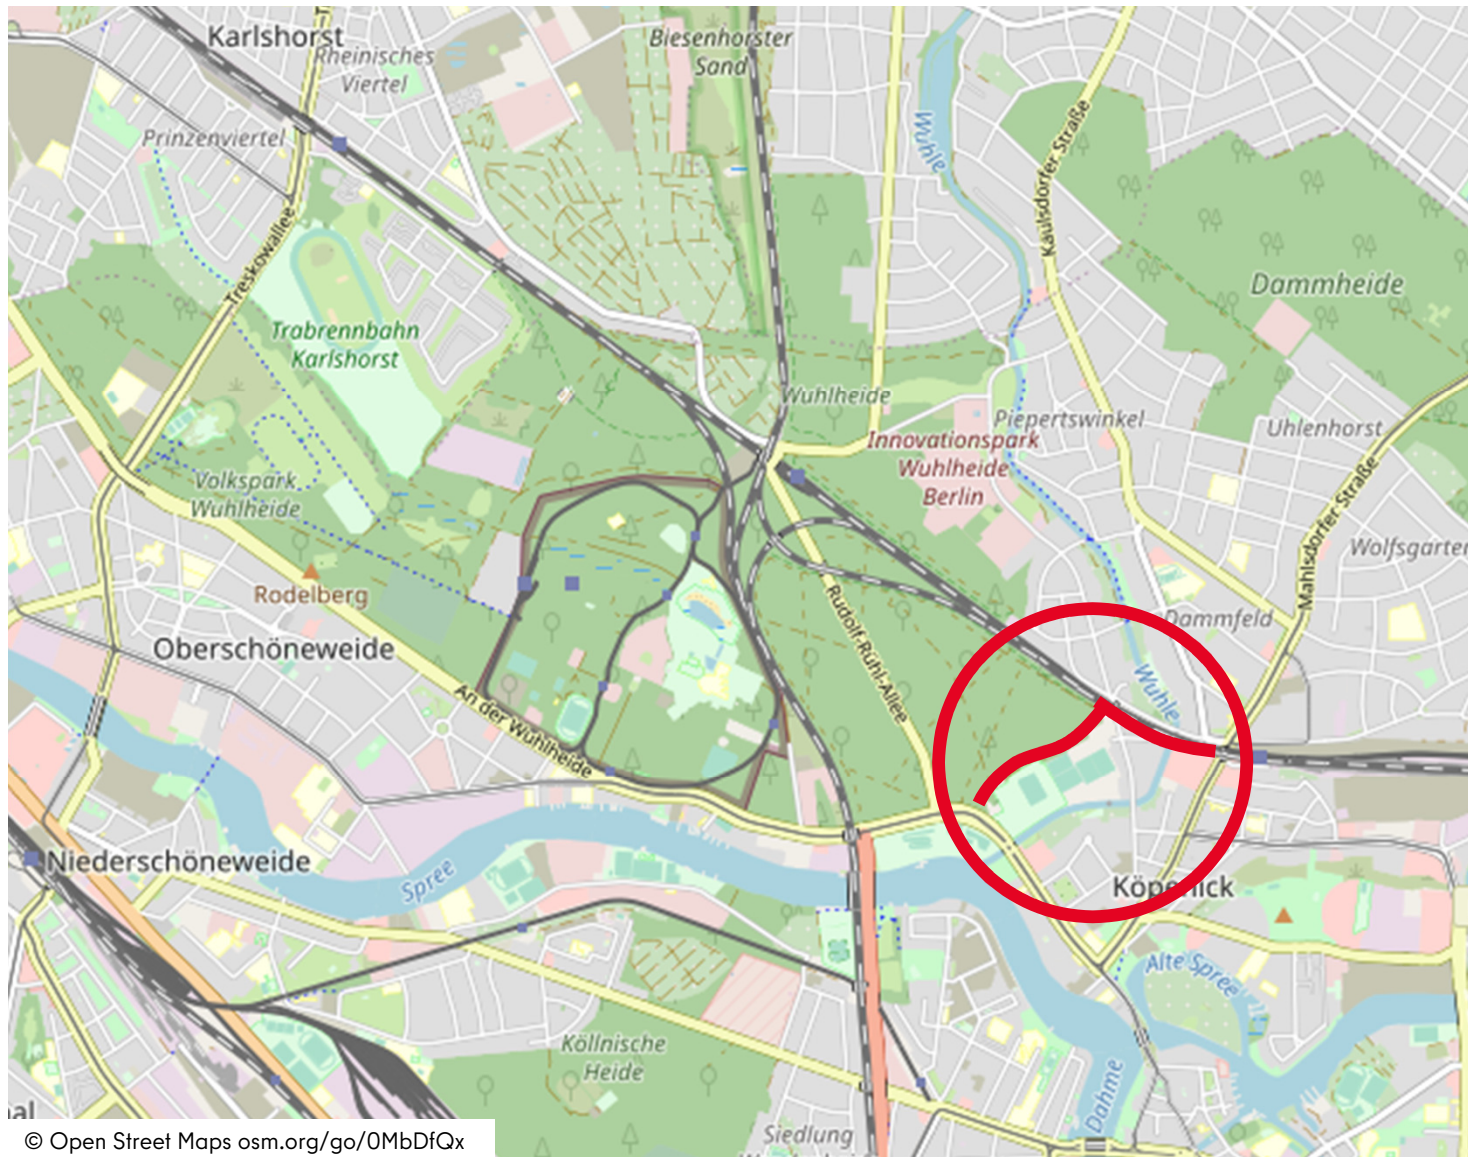 Karlshorst
Rheinisches
Viertel
Biesenhorster
Sand
Prinzenviertel
Wuhle
Kaulsdorfer Straße
Treskowallee
Dammheide
Trabrennbahn
Karlshorst
Wuhlheide
Piepertswinkel
Uhlenhorst
Innovationspark
Wuhlheide
Berlin
Volkspark
Wuhlheide
Mahlsdorfer Straße
Wolfsgarten
Rodelberg
Rudolf-Rühl-Allee
Dammfeld
Oberschöneweide
An der Wuhlheide
Wuhle
Niederschöneweide
Spree
Köpenick
Alte Spree
Köllnische
Heide
Dahme
Siedlung
© Open Street Maps osm.org/go/0MbDfQx